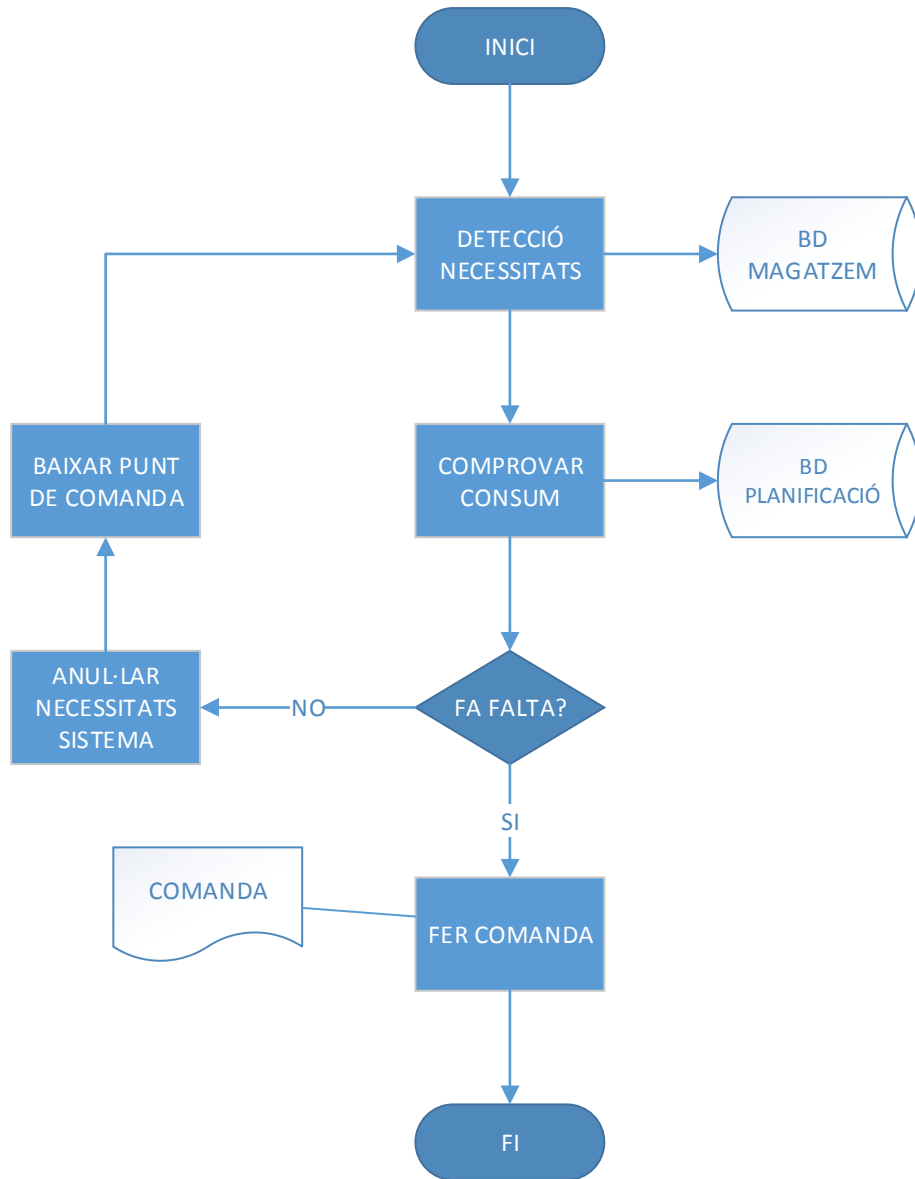 INICI
DETECCIÓ
NECESSITATS
BD
MAGATZEM
BAIXAR PUNT
DE COMANDA
COMPROVAR
CONSUM
BD
PLANIFICACIÓ
ANUL·LAR
NECESSITATS
SISTEMA
NO
FA FALTA?
SI
COMANDA
FER COMANDA
FI